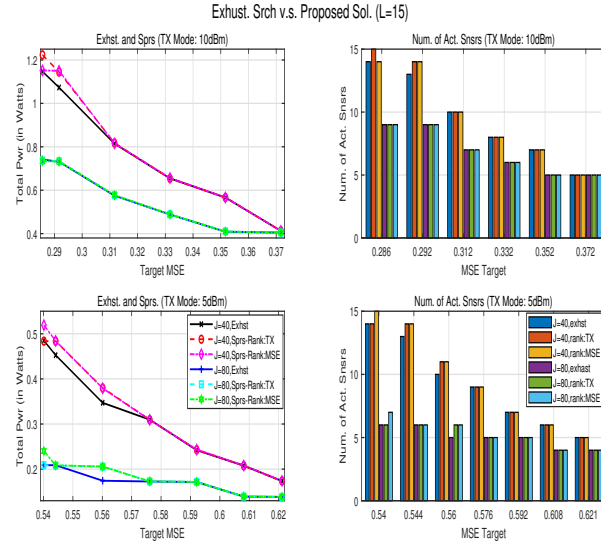 Exhust. Srch v.s. Proposed Sol. (L=15)
Exhst. and Sprs (TX Mode: 10dBm)
Total Pwr (in Watts)
1.2
1
0.8
0.6
0.4
0.29 0.3 0.31 0.32 0.33 0.34 0.35 0.36 0.37
Target MSE
Num. of Act. Snsrs (TX Mode: 10dBm)
Num. of Act. Snsrs
15
10
5
0
0.286 0.292 0.312 0.332 0.352 0.372
MSE Target
Exhst. and Sprs. (TX Mode: 5dBm)
Total Pwr (in Watts)
0.5
0.4
0.3
0.2
0.54 0.55 0.56 0.57 0.58 0.59 0.6 0.61 0.62
Target MSE
J=40,Exhst
J=40,Sprs-Rank:TX
J=40,Sprs-Rank:MSE
J=80,Exhst
J=80,Sprs-Rank:TX
J=80,Sprs-Rank:MSE
Num. of Act. Snsrs (TX Mode: 5dBm)
Num. of Act. Snsrs
15
10
5
0
0.54 0.544 0.56 0.576 0.592 0.608 0.621
MSE Target
J=40,exhst
J=40,rank:TX
J=40,rank:MSE
J=80,exhast
J=80,rank:TX
J=80,rank:MSE